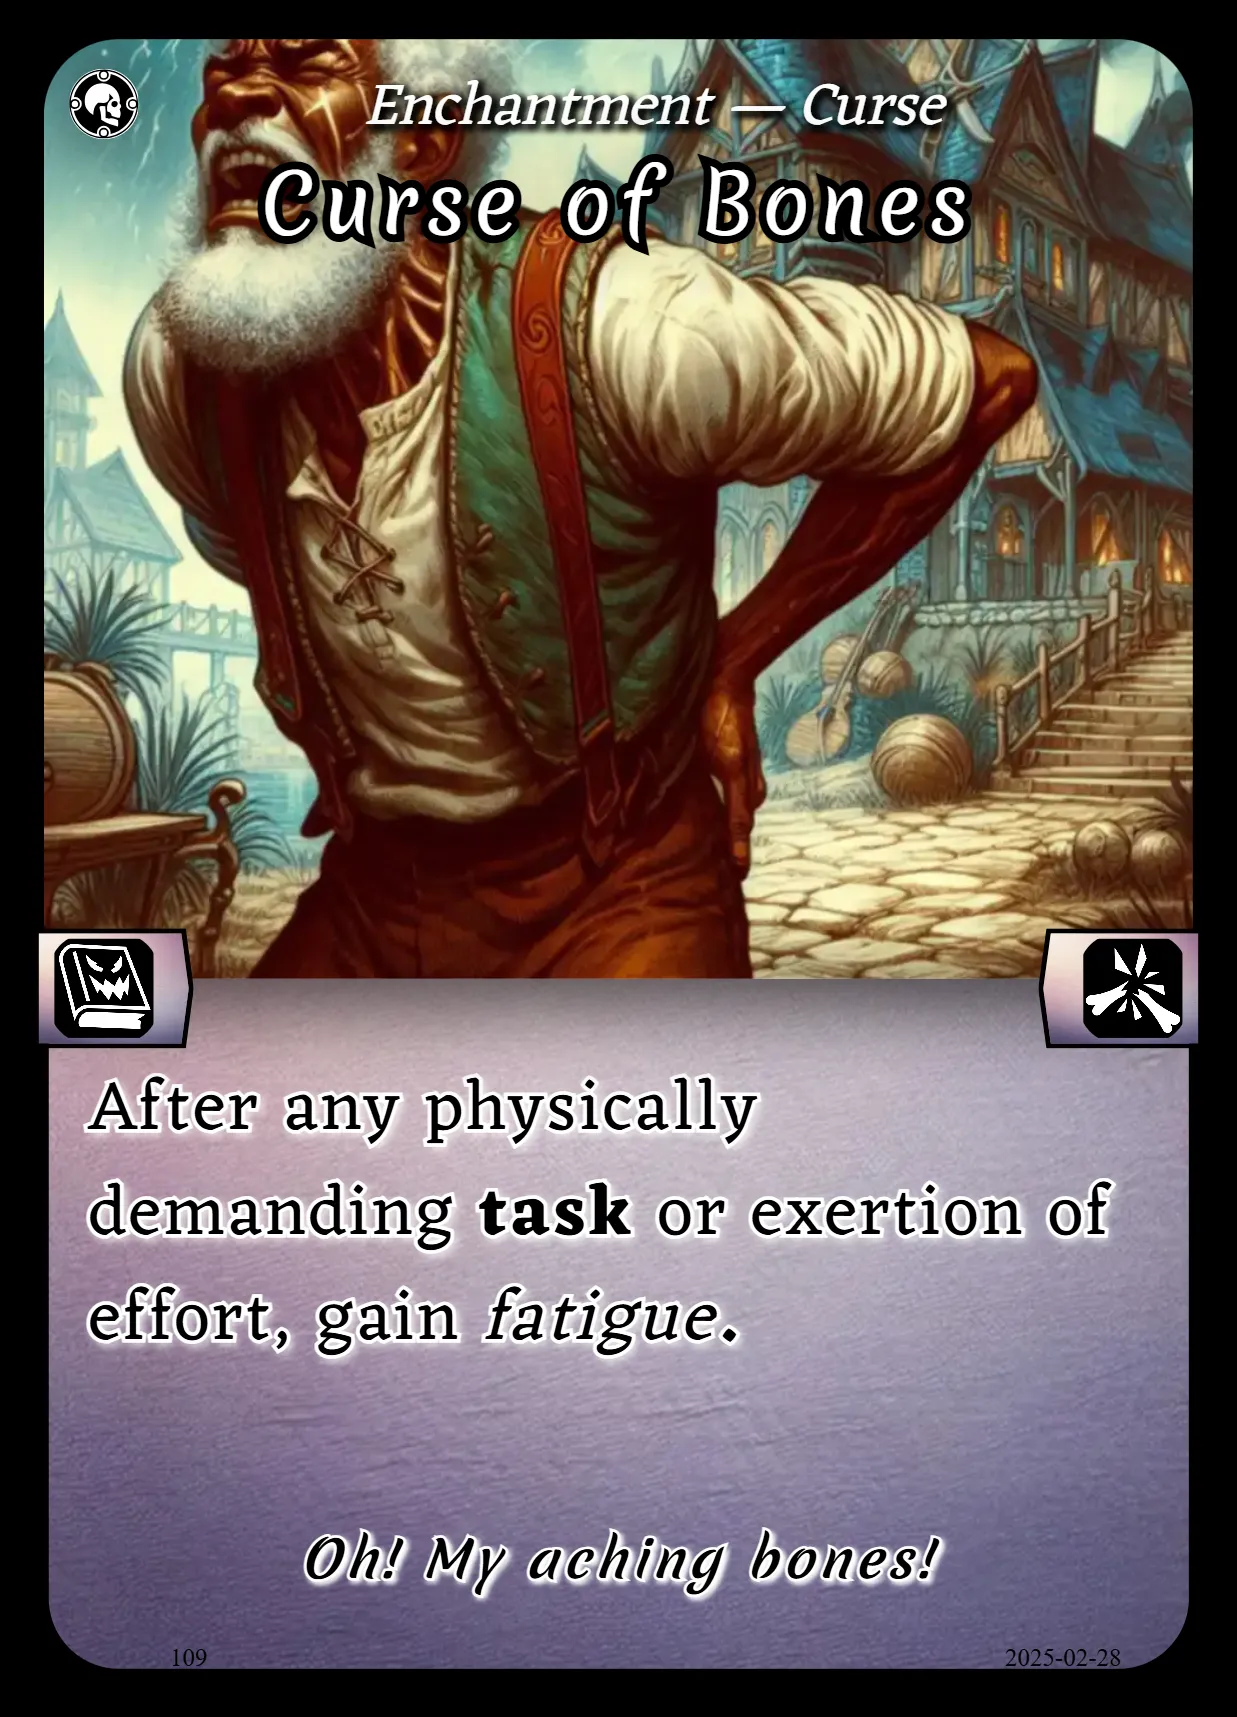 Enchantment — Curse
Curse of Bones
After any physically
demanding task or exertion of
effort, gain fatigue.
Oh! My aching bones!
109
2025-02-28